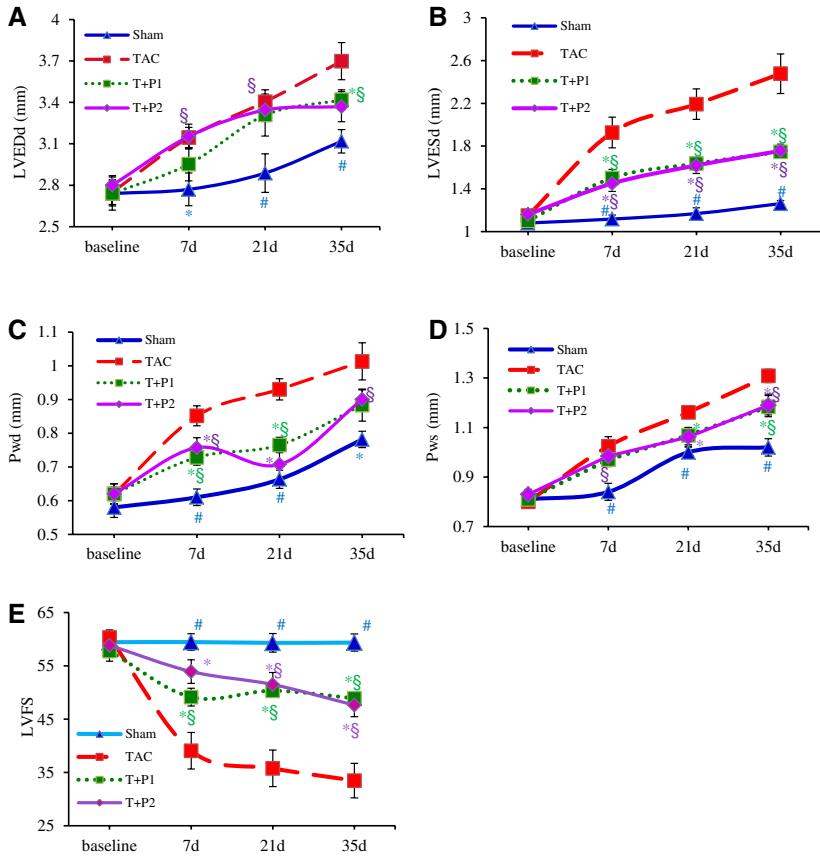 A
LVEDd (mm)
4
3.7
3.4
3.1
2.8
2.5
Sham
TAC
T+P1
T+P2
§
§
*§
*
#
#
baseline 7d 21d 35d
B
LVESd (mm)
3
2.6
2.2
1.8
1.4
1
Sham
TAC
T+P1
T+P2
*§
*§
*§
*§
*§
*§
#
#
#
baseline 7d 21d 35d
C
Pwd (mm)
1.1
1
0.9
0.8
0.7
0.6
0.5
Sham
TAC
T+P1
T+P2
*§
*§
*§
*
§
#
#
*
baseline 7d 21d 35d
D
Pws (mm)
1.5
1.3
1.1
0.9
0.7
Sham
TAC
T+P1
T+P2
§
*
*
*§
*§
#
#
#
baseline 7d 21d 35d
E
LVFS
65
55
45
35
25
Sham
TAC
T+P1
T+P2
#
#
#
*
*§
*§
*§
*§
*§
baseline 7d 21d 35d